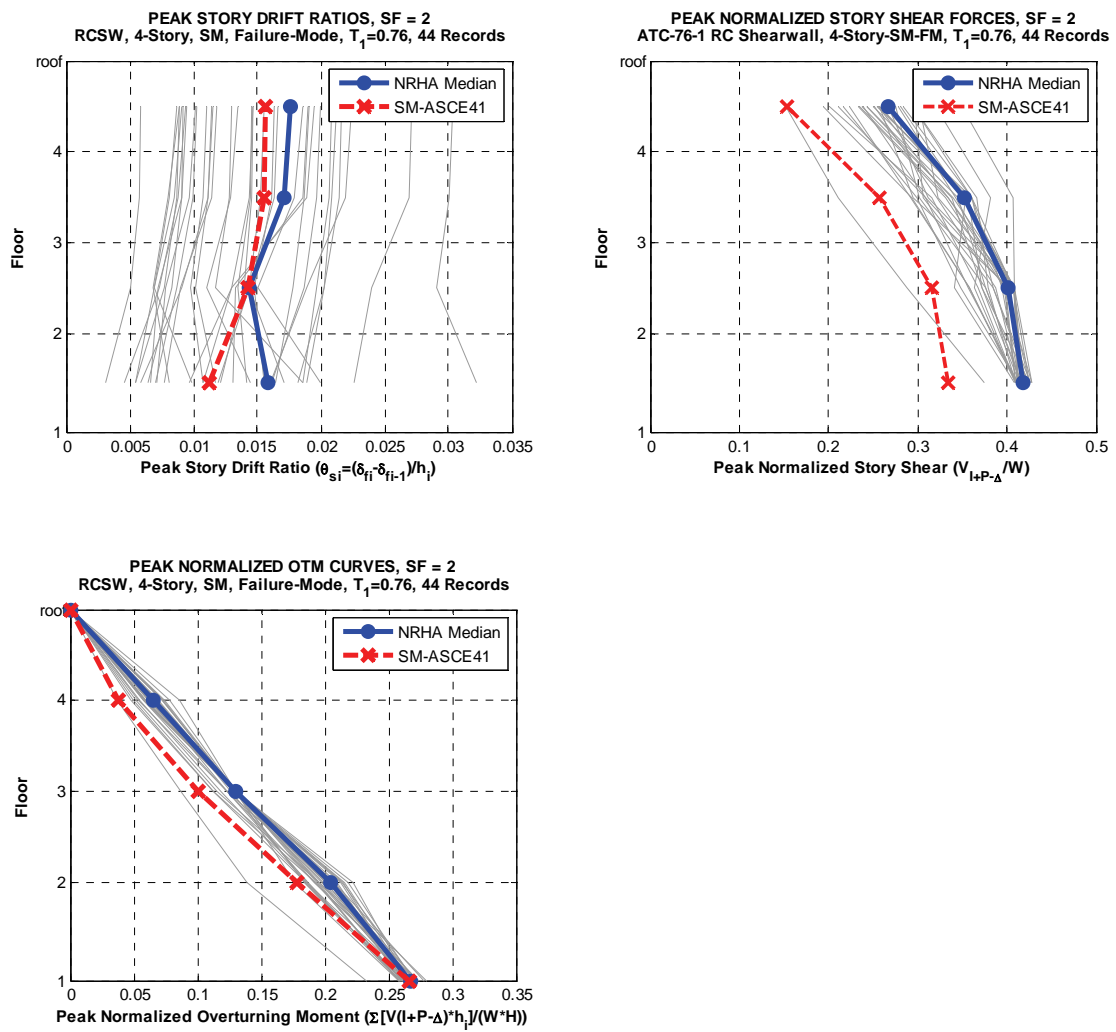 PEAK STORY DRIFT RATIOS, SF = 2
RCSW, 4-Story, SM, Failure-Mode, T1=0.76, 44 Records
roof
4
3
2
1
Floor
NRHA Median
SM-ASCE41
0 0.005 0.01 0.015 0.02 0.025 0.03 0.035
Peak Story Drift Ratio (θsi=(δfi-δfi-1)/hi)
PEAK NORMALIZED STORY SHEAR FORCES, SF = 2
ATC-76-1 RC Shearwall, 4-Story-SM-FM, T1=0.76, 44 Records
roof
4
3
2
1
Floor
NRHA Median
SM-ASCE41
0 0.1 0.2 0.3 0.4 0.5
Peak Normalized Story Shear (VI+P-Δ/W)
PEAK NORMALIZED OTM CURVES, SF = 2
RCSW, 4-Story, SM, Failure-Mode, T1=0.76, 44 Records
roof
4
3
2
1
Floor
NRHA Median
SM-ASCE41
0 0.05 0.1 0.15 0.2 0.25 0.3 0.35
Peak Normalized Overturning Moment (Σ[V(I+P-Δ)*hi]/(W*H))